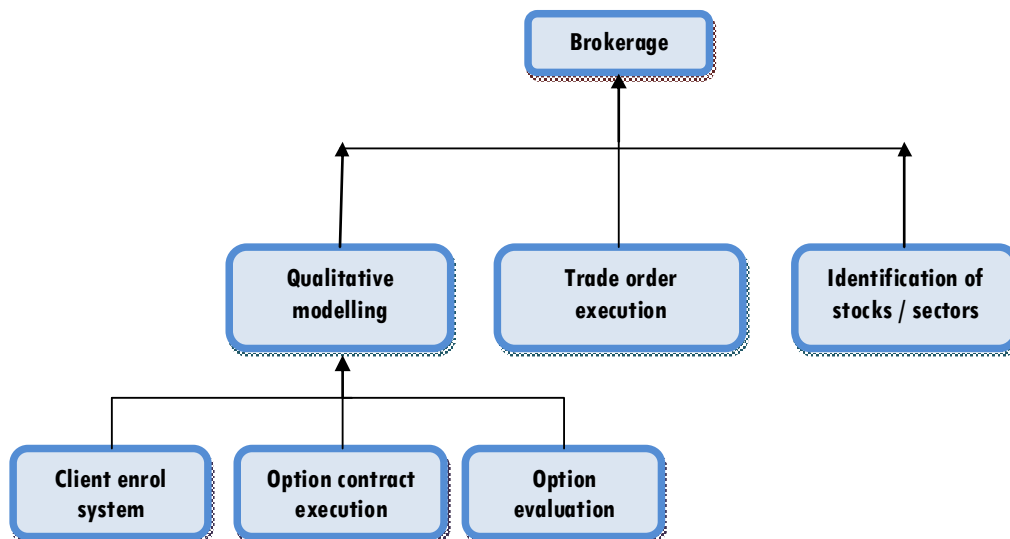 Brokerage
Qualitative
modelling
Trade order
execution
Identification of
stocks / sectors
Client enrol
system
Option contract
execution
Option
evaluation